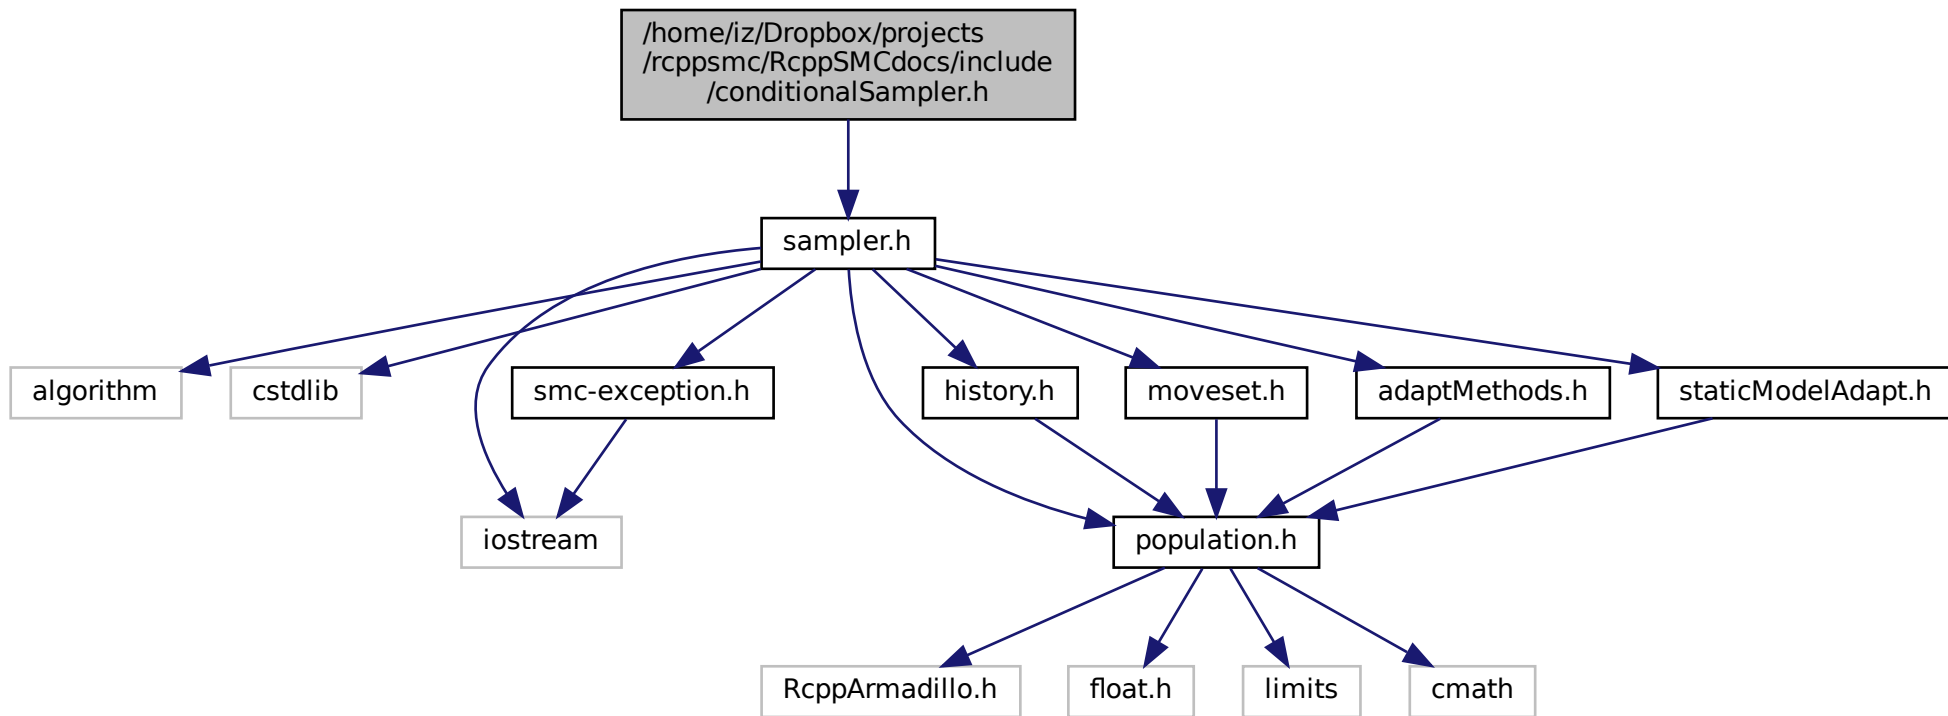 /home/iz/Dropbox/projects
/rcppsmc/RcppSMCdocs/include
/conditionalSampler.h
sampler.h
algorithm
cstdlib
smc-exception.h
history.h
moveset.h
adaptMethods.h
staticModelAdapt.h
iostream
population.h
RcppArmadillo.h
float.h
limits
cmath